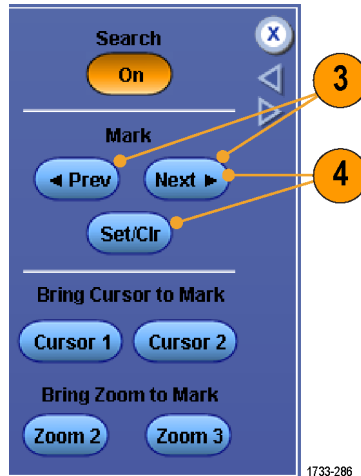 Search
X
On
3
Mark
◄ Prev Next ►
4
Set/Clr
Bring Cursor to Mark
Cursor 1 Cursor 2
Bring Zoom to Mark
Zoom 2 Zoom 3
1733-286